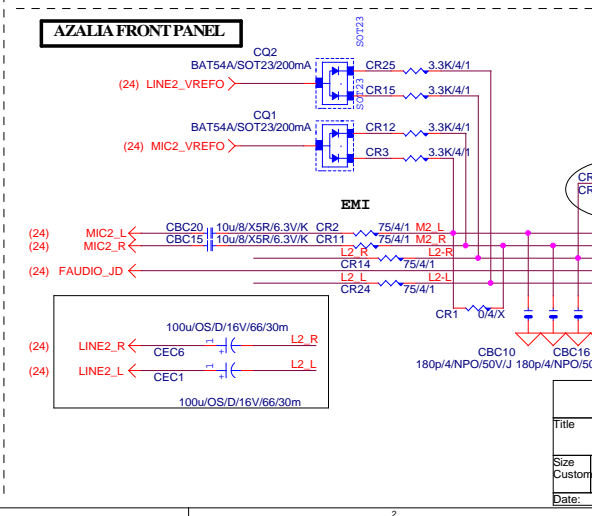 AZALIA FRONT PANEL
SOT23
CQ2
BAT54A/SOT23/200mA
CR25 3.3K/4/1
(24) LINE2_VREFO
CR15 3.3K/4/1
SOT23
CQ1
BAT54A/SOT23/200mA
CR12 3.3K/4/1
(24) MIC2_VREFO
CR3 3.3K/4/1
CR
CR
EMI
(24) MIC2_L CBC20 10u/8/X5R/6.3V/K CR2 75/4/1 M2_L
(24) MIC2_R CBC15 10u/8/X5R/6.3V/K CR11 75/4/1 M2_R
L2_R L2-R
(24) FAUDIO_JD CR14 75/4/1
L2_L L2-L
CR24 75/4/1
CR1 0/4/X
100u/OS/D/16V/66/30m
(24) LINE2_R 1 L2_R
+ CEC6
(24) LINE2_L 1 L2_L
+ CEC1
100u/OS/D/16V/66/30m
CBC10 CBC16
180p/4/NPO/50V/J 180p/4/NPO/50
Title
Size
Custom
Date:
2